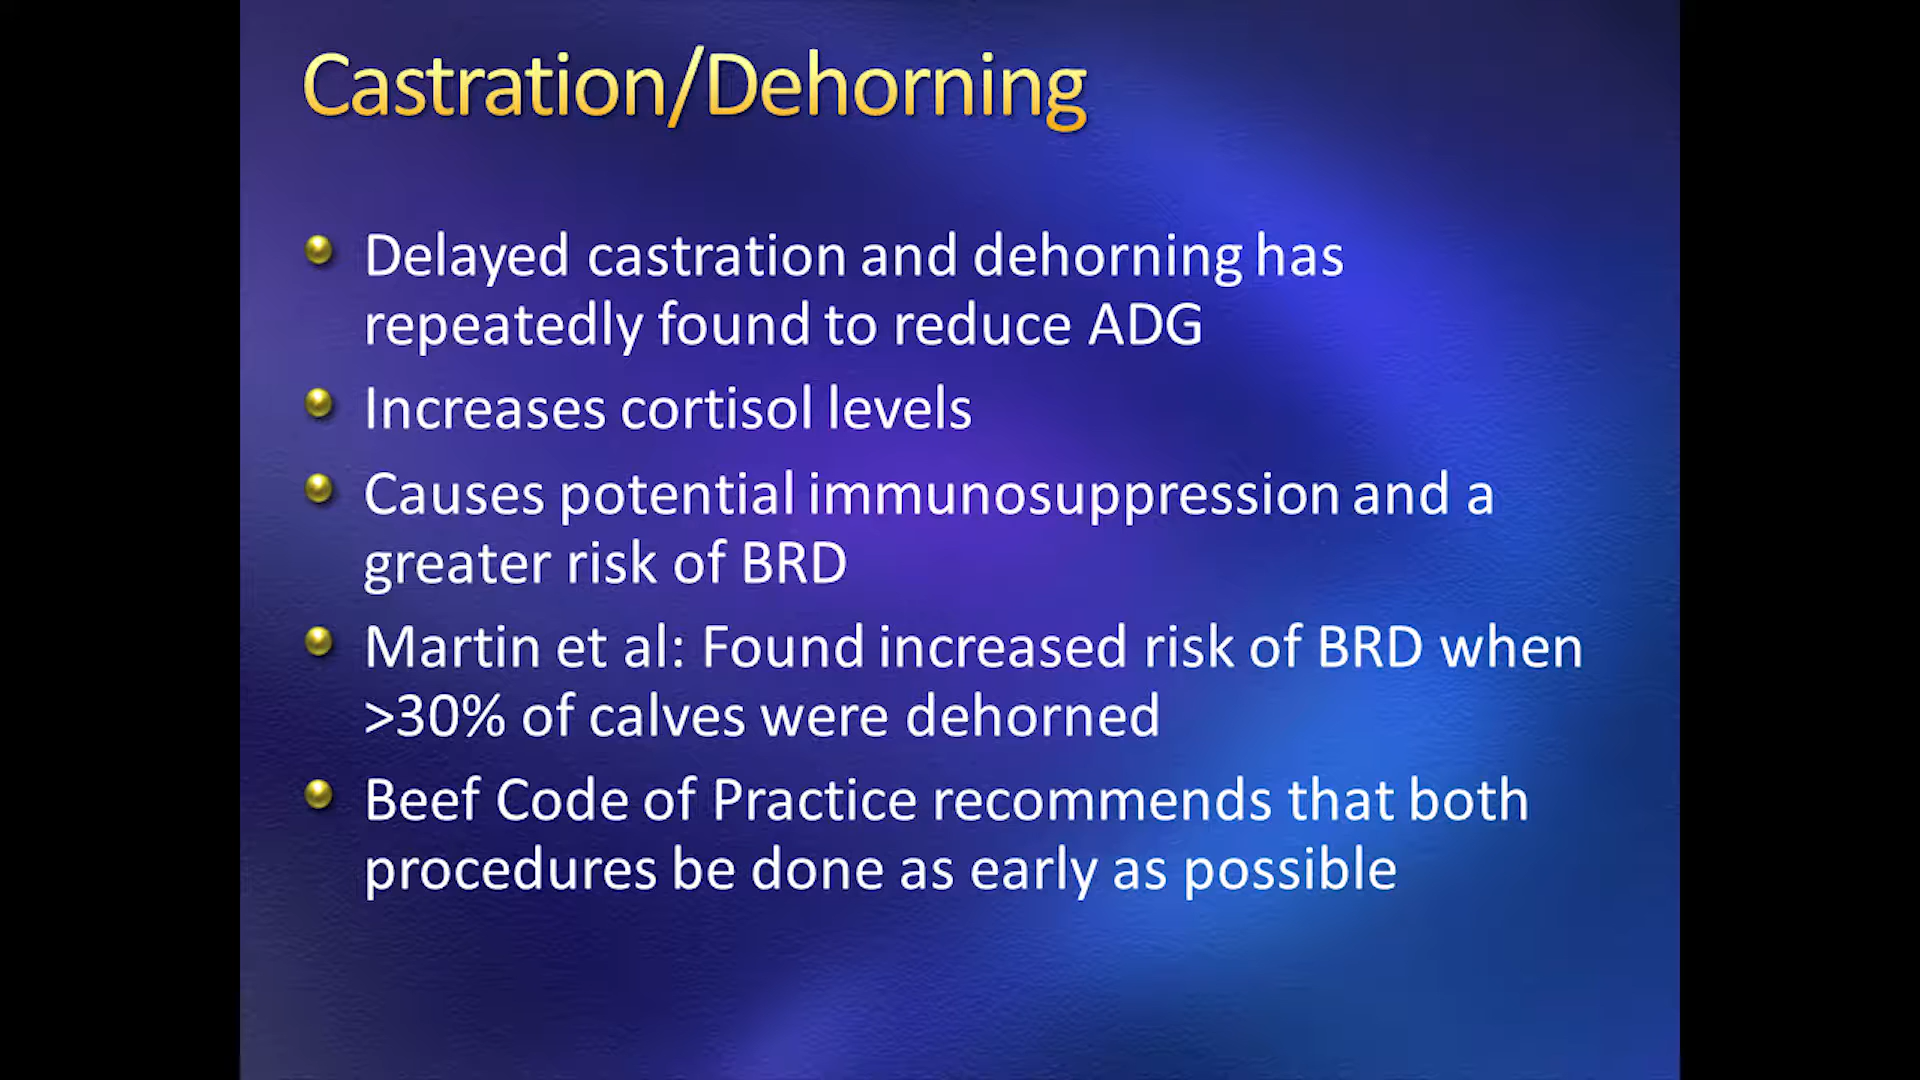 Castration/Dehorning
Delayed castration and dehorning has
repeatedly found to reduce ADG
Increases cortisol levels
Causes potential immunosuppression and a
greater risk of BRD
Martin et al: Found increased risk of BRD when
>30% of calves were dehorned
Beef Code of Practice recommends that both
procedures be done as early as possible